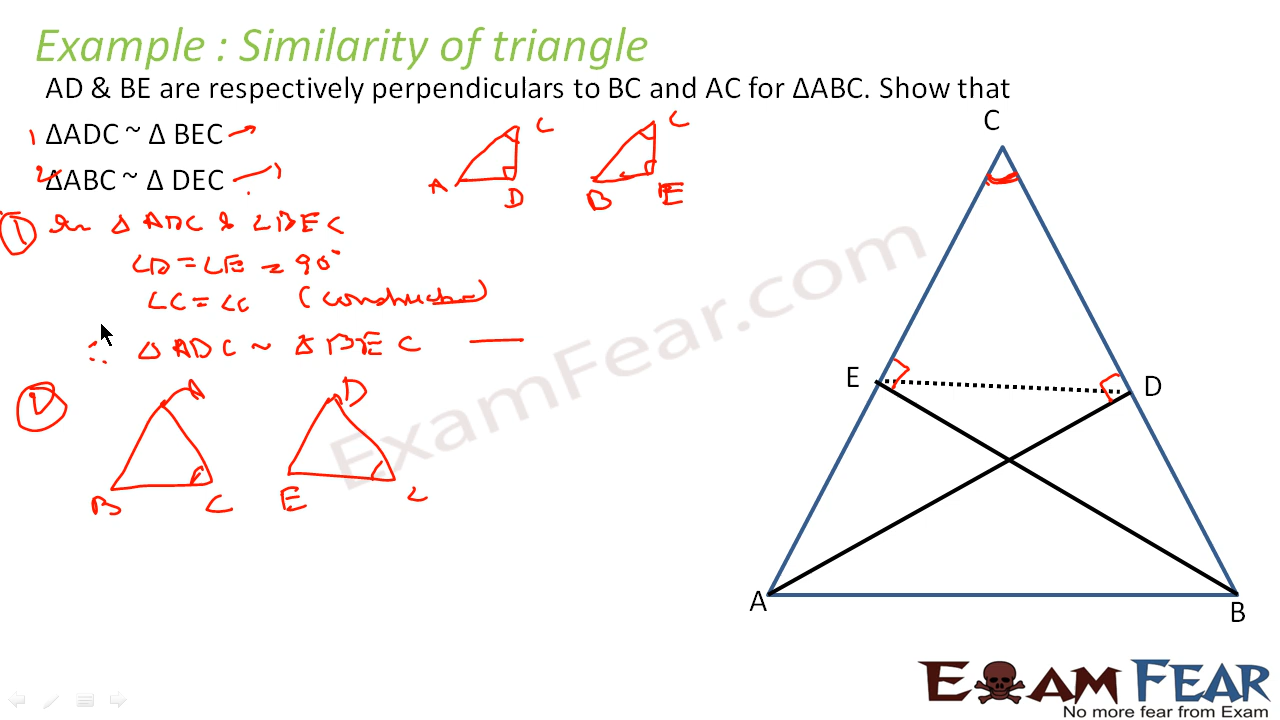 Example : Similarity of triangle
AD & BE are respectively perpendiculars to BC and AC for ΔABC. Show that
1 ΔADC ~ Δ BEC
2 ΔABC ~ Δ DEC
A D C
B E C
① In Δ ADC & ∠BEC
∠D = ∠E = 90°
∠C = ∠C
∴ Δ ADC ~ Δ BEC
②
A B C
D E C
C
E
D
A
B
ExamFear.com
EXAM FEAR
No more fear from Exam